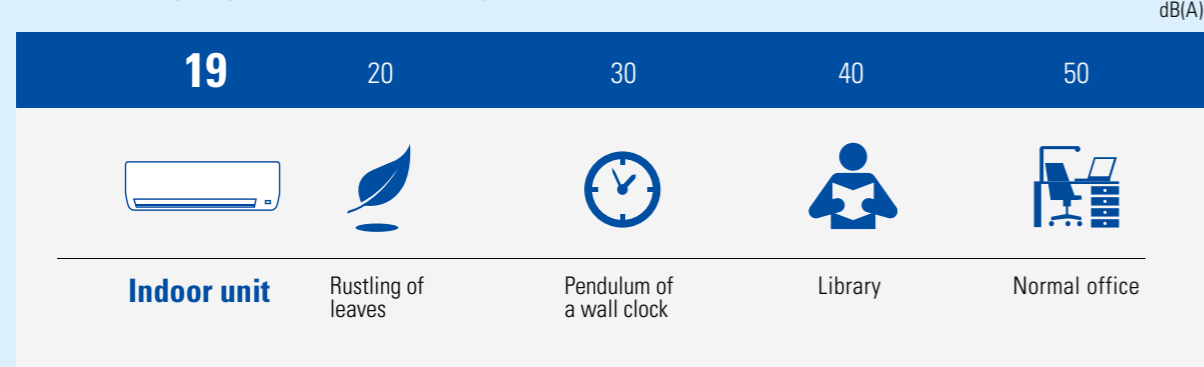 dB(A)
19 20 30 40 50
Indoor unit
Rustling of
leaves
Pendulum of
a wall clock
Library
Normal office